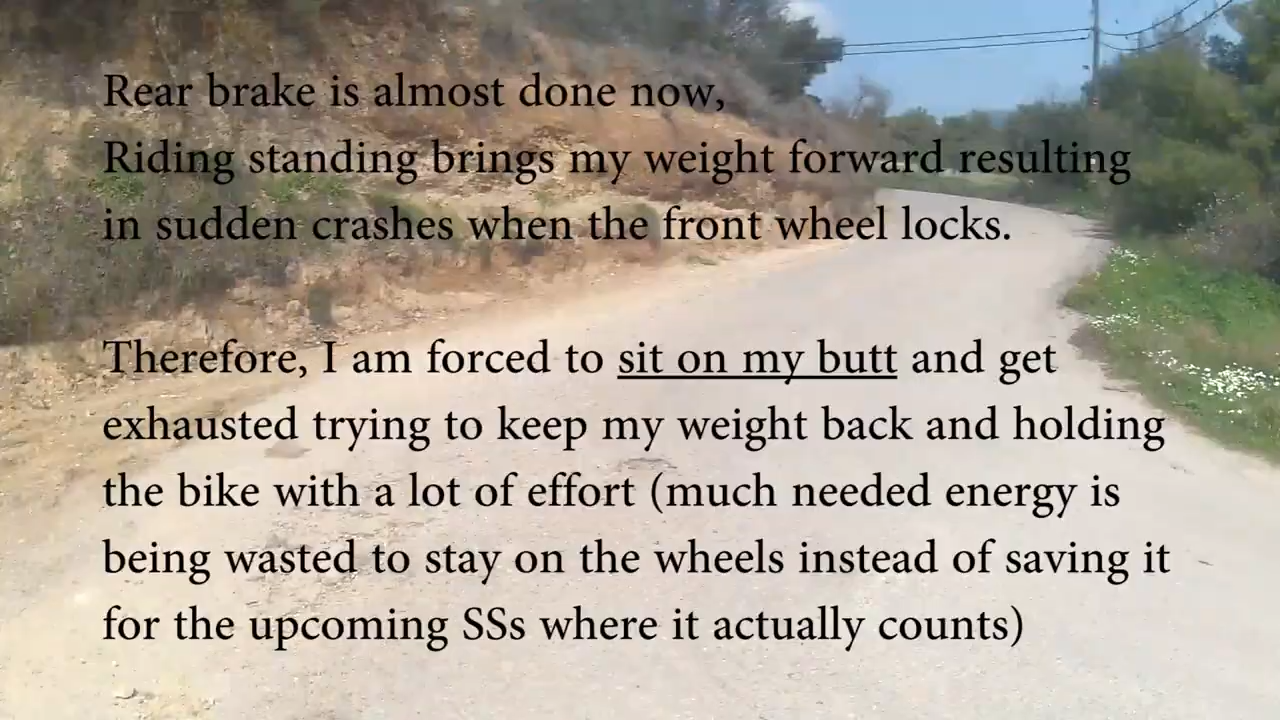 Rear brake is almost done now,
Riding standing brings my weight forward resulting
in sudden crashes when the front wheel locks.
Therefore, I am forced to sit on my butt and get
exhausted trying to keep my weight back and holding
the bike with a lot of effort (much needed energy is
being wasted to stay on the wheels instead of saving it
for the upcoming SSs where it actually counts)